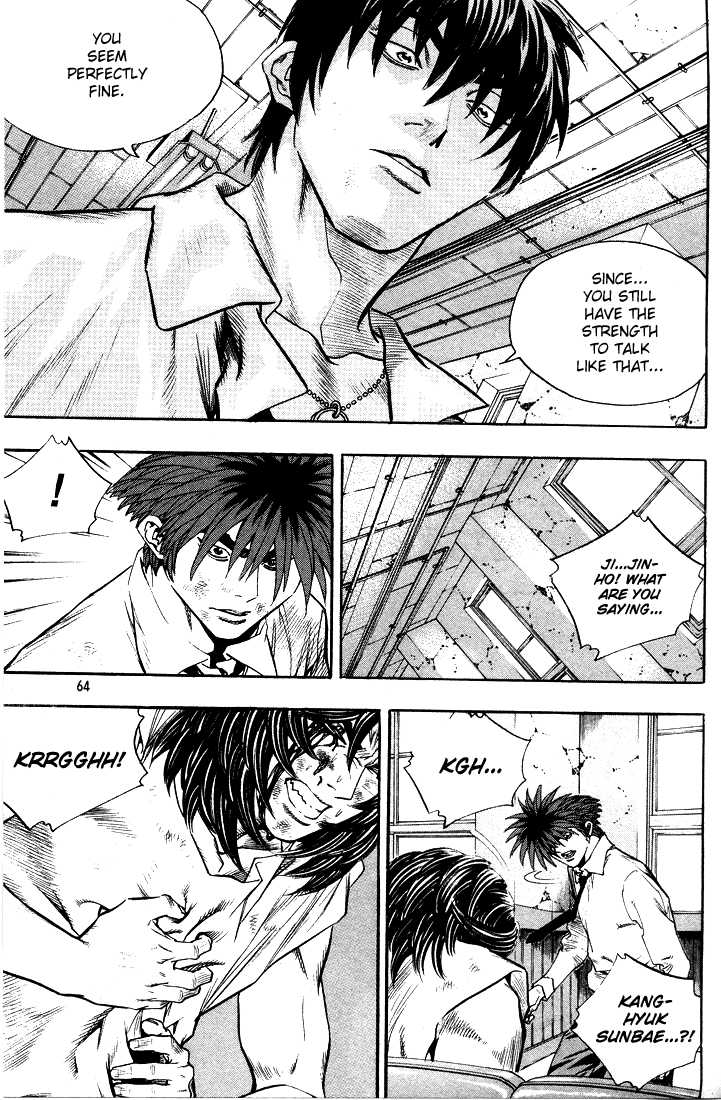 SINCE...
YOU STILL
HAVE THE
STRENGTH
TO TALK
LIKE THAT...
YOU
SEEM
PERFECTLY
FINE.
JI...JIN-
HO! WHAT
ARE YOU
SAYING...
!
64
KGH...
KANG-
HYUK
SUNBAE...?!
KRRGGHH!